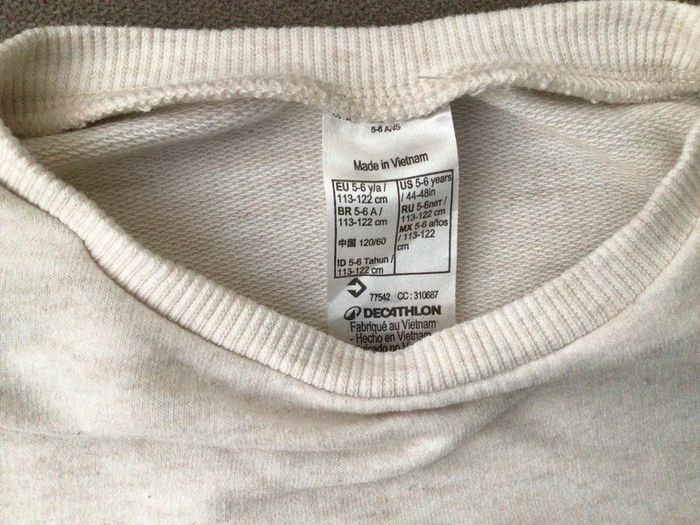 5-6 ANS
Made in Vietnam
EU 5-6 y/a /
113-122 cm
BR 5-6 A /
113-122 cm
中国 120/60
ID 5-6 Tahun /
113-122 cm
US 5-6 years
/ 44-48in
RU 5-6лет /
113-122 cm
MX 5-6 años
/ 113-122
cm
77542 CC : 310687
DECATHLON
Fabriqué au Vietnam
- Hecho en Vietnam